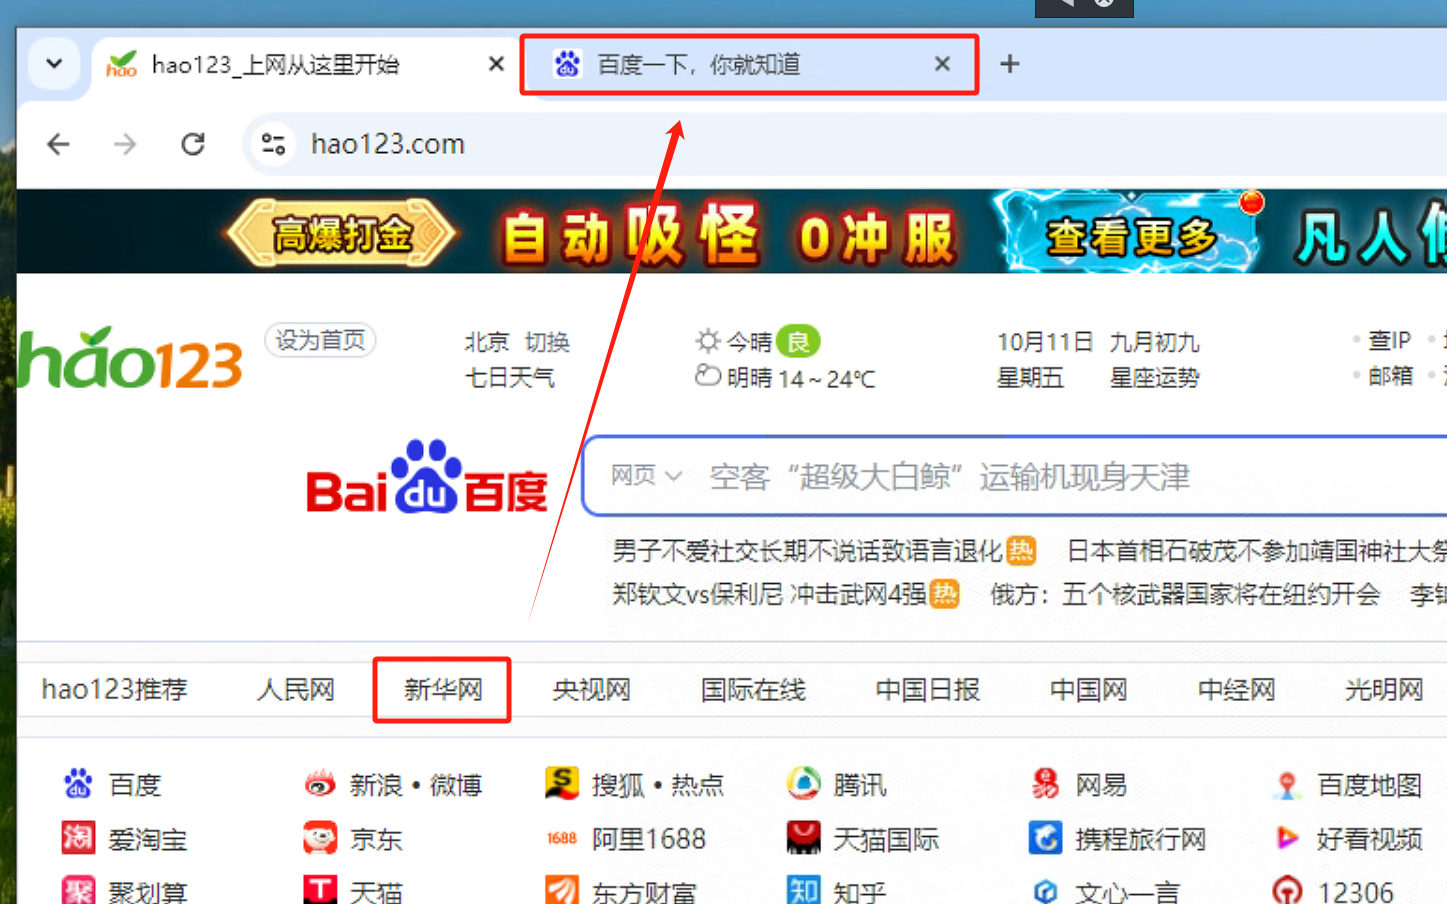 hao123_上网从这里开始
百度一下，你就知道
hao123.com
高爆打金 自动吸怪 0冲服 查看更多 凡人
hao123 设为首页 北京 切换 今晴 良 10月11日 九月初九 查IP
七日天气 明晴 14～24℃ 星期五 星座运势 邮箱
Bai du 百度 网页 空客“超级大白鲸”运输机现身天津
男子不爱社交长期不说话致语言退化 热 日本首相石破茂不参加靖国神社大祭
郑钦文vs保利尼 冲击武网4强 热 俄方：五个核武器国家将在纽约开会 李
hao123推荐 人民网 新华网 央视网 国际在线 中国日报 中国网 中经网 光明网
百度 新浪·微博 搜狐·热点 腾讯 网易 百度地图
淘 爱淘宝 京东 1688 阿里1688 天猫国际 携程旅行网 好看视频
聚 聚划算 T 天猫 东方财富 知 知乎 文心一言 12306